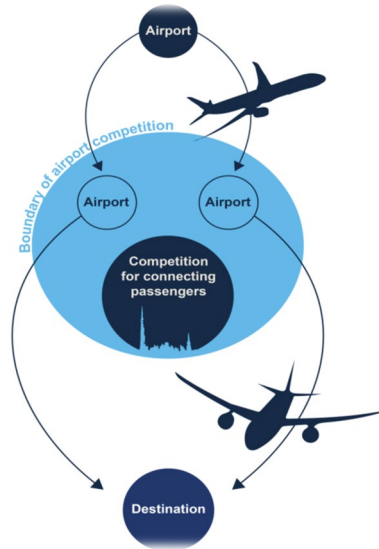 Airport
Boundary of airport competition
Airport
Airport
Competition
for connecting
passengers
Destination